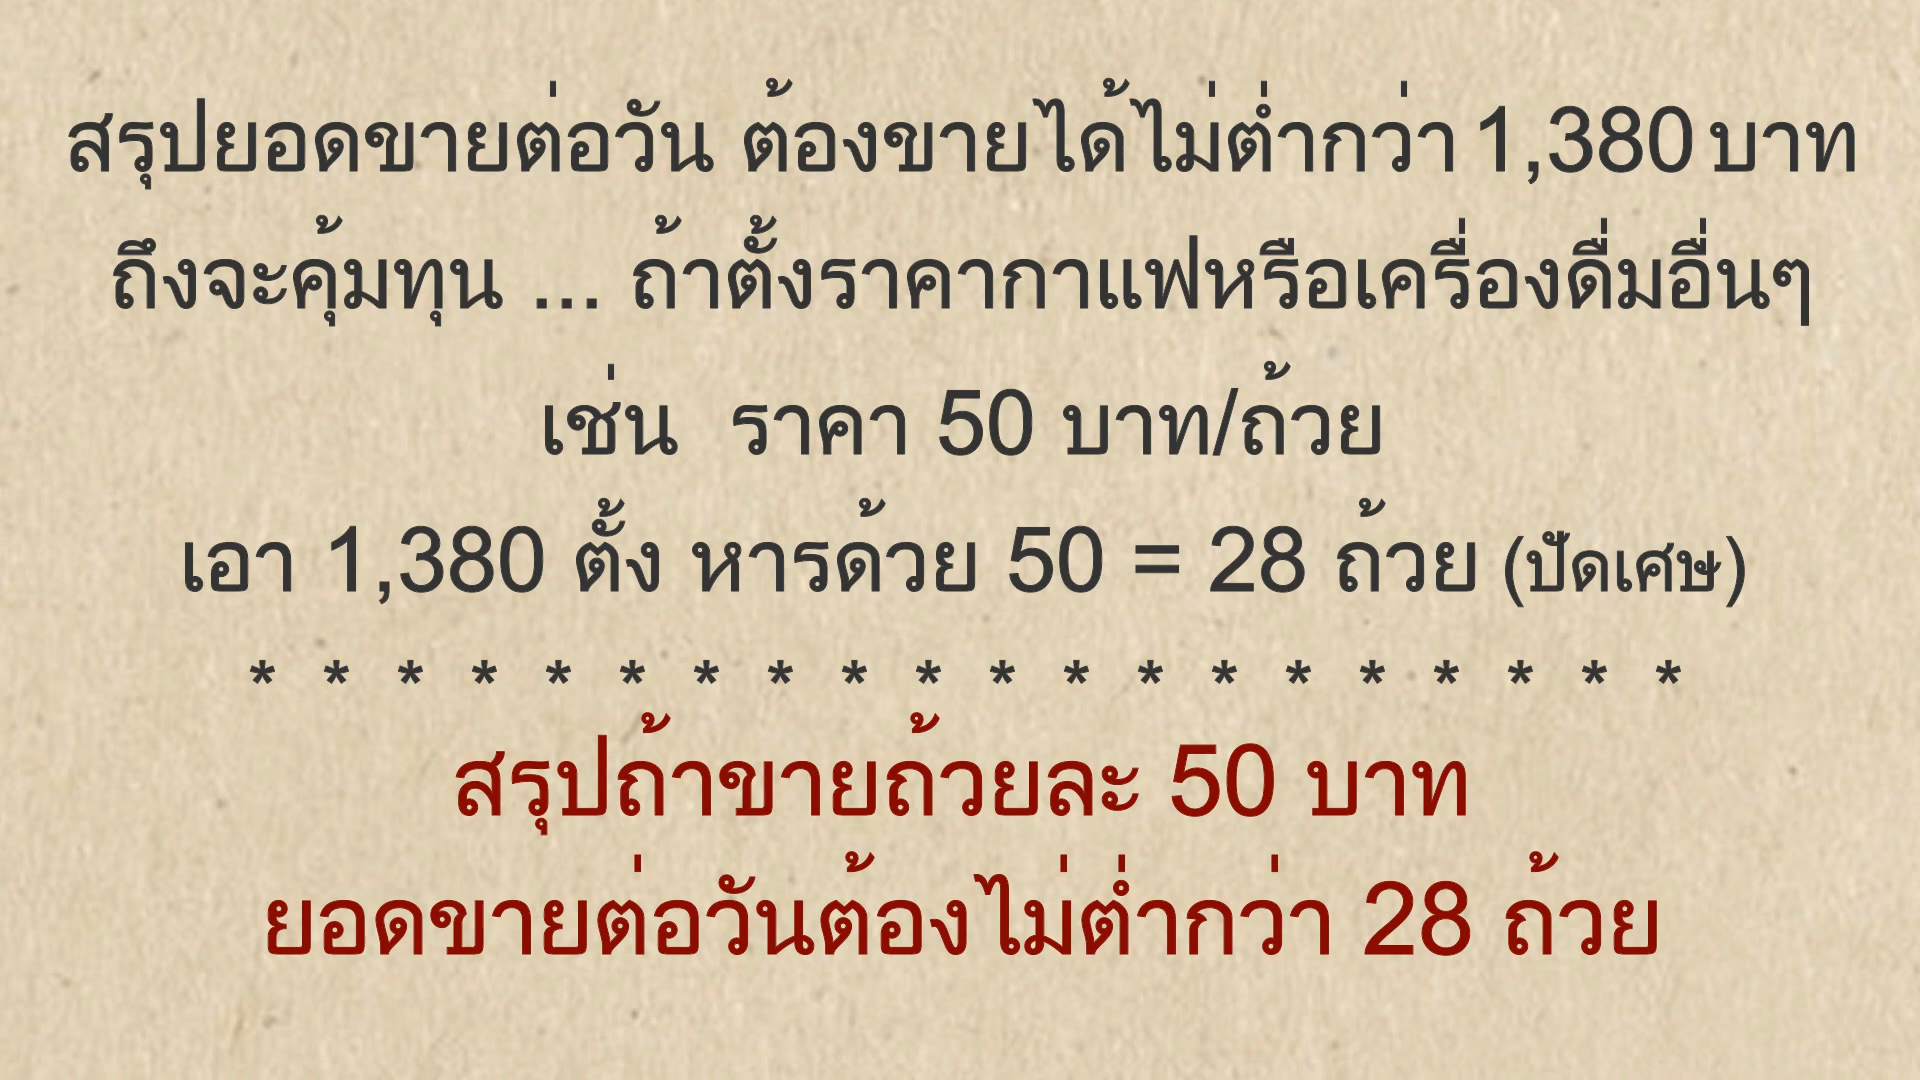 สรุปยอดขายต่อวัน ต้องขายได้ไม่ต่ำกว่า 1,380 บาท
ถึงจะคุ้มทุน ... ถ้าตั้งราคากาแฟหรือเครื่องดื่มอื่นๆ
เช่น ราคา 50 บาท/ถ้วย
เอา 1,380 ตั้ง หารด้วย 50 = 28 ถ้วย (ปัดเศษ)
* * * * * * * * * * * * * * * * * * * *
สรุปถ้าขายถ้วยละ 50 บาท
ยอดขายต่อวันต้องไม่ต่ำกว่า 28 ถ้วย